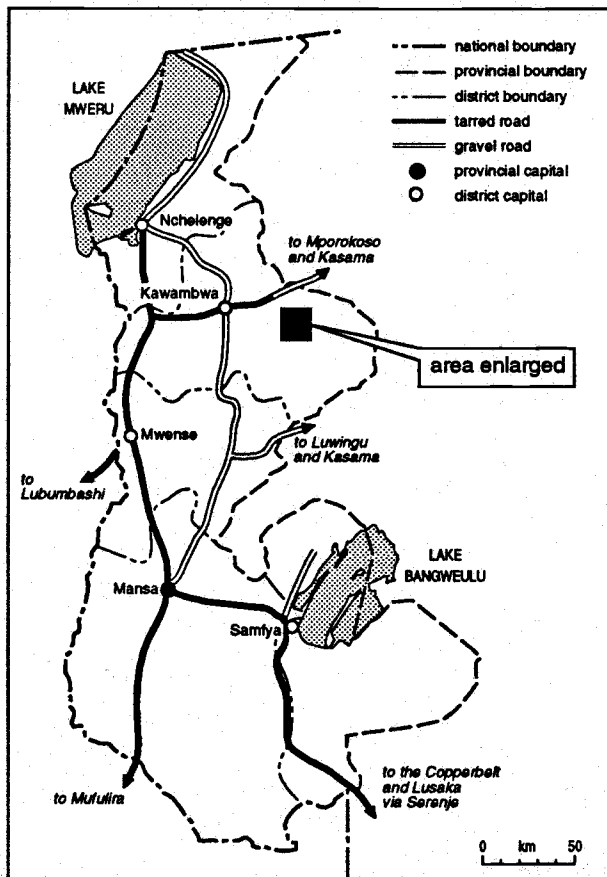 national boundary
provincial boundary
district boundary
tarred road
gravel road
provincial capital
district capital
LAKE
MWERU
Nchelenge
to Mporokoso
and Kasama
Kawambwa
area enlarged
Mwense
to Luwingu
and Kasama
to
Lubumbashi
LAKE
BANGWEULU
Mansa
Samfya
to Mufulira
to the Copperbelt
and Lusaka
via Serenje
0 km 50